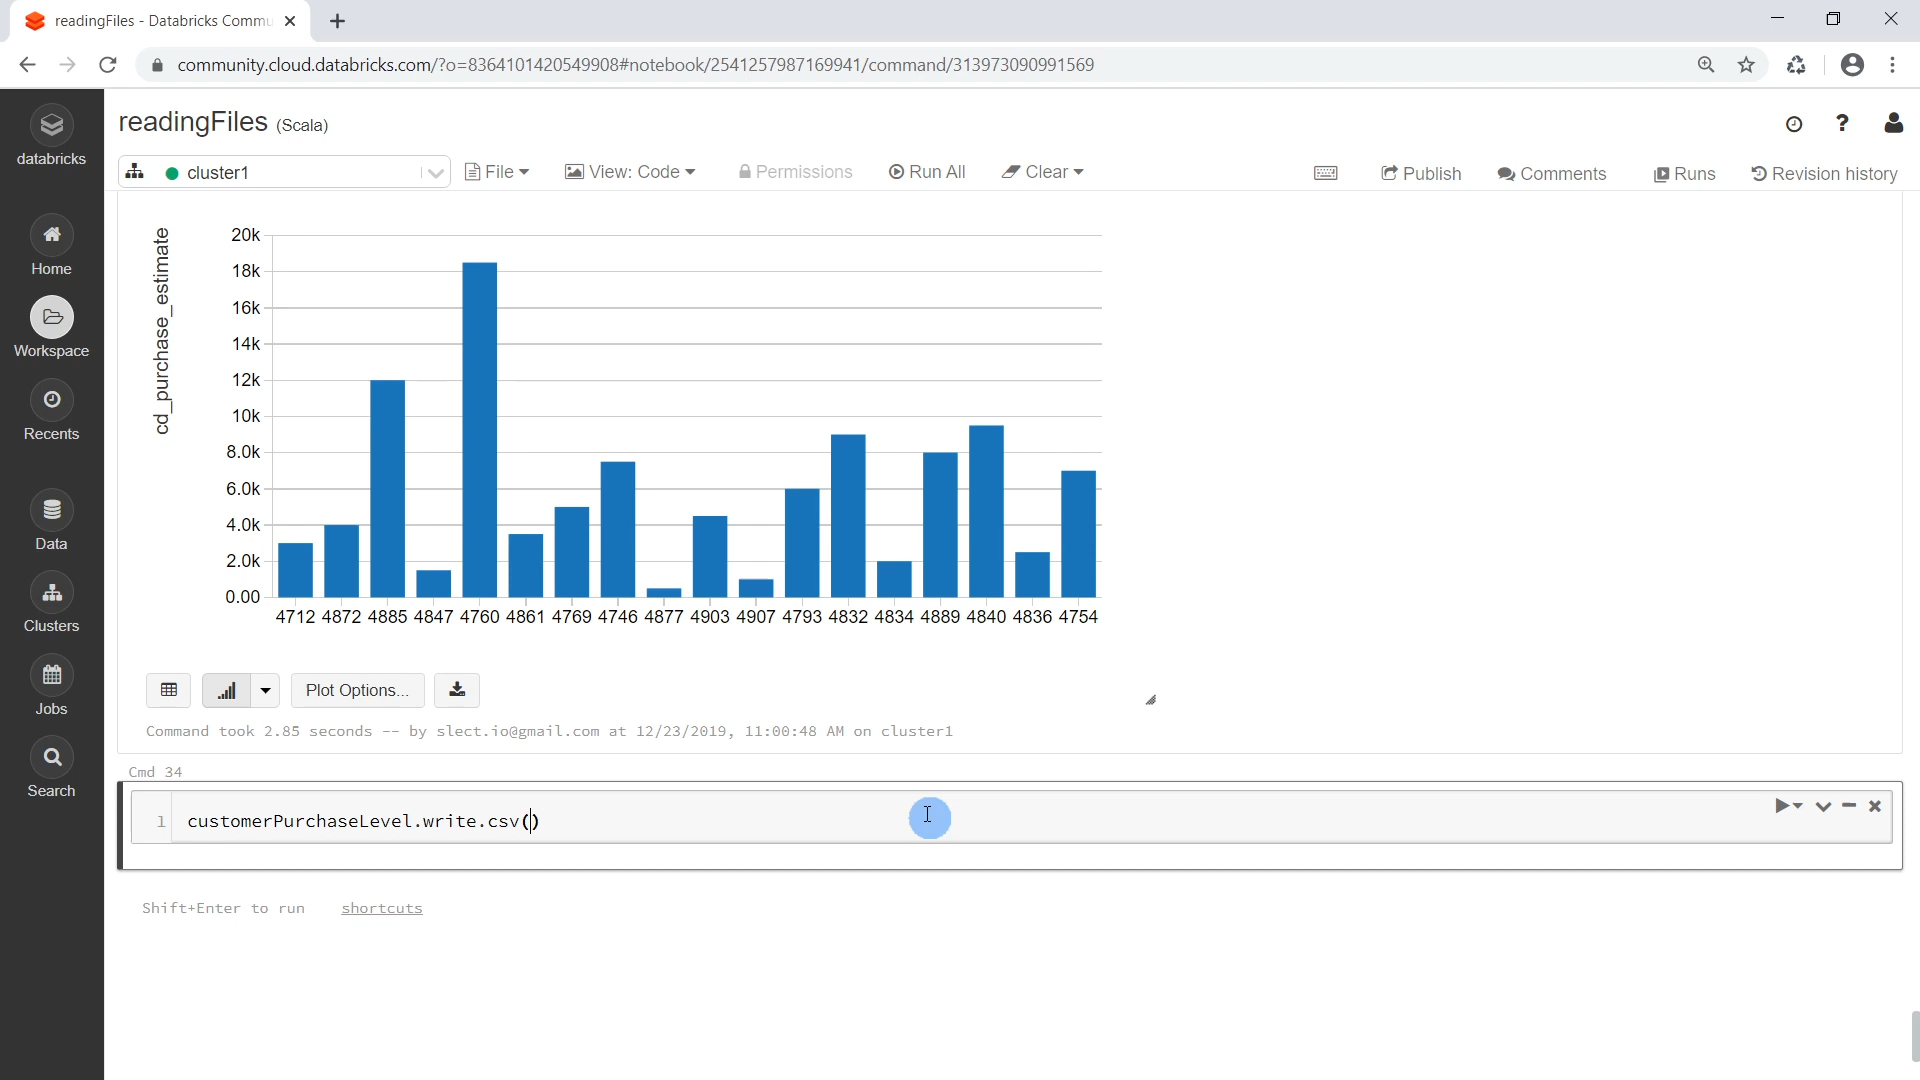 readingFiles - Databricks Commu
community.cloud.databricks.com/?o=8364101420549908#notebook/2541257987169941/command/313973090991569
databricks
Home
Workspace
Recents
Data
Clusters
Jobs
Search
readingFiles (Scala)
cluster1 File View: Code Permissions Run All Clear Publish Comments Runs Revision history
cd_purchase_estimate
20k
18k
16k
14k
12k
10k
8.0k
6.0k
4.0k
2.0k
0.00
4712 4872 4885 4847 4760 4861 4769 4746 4877 4903 4907 4793 4832 4834 4889 4840 4836 4754
Plot Options...
Command took 2.85 seconds -- by slect.io@gmail.com at 12/23/2019, 11:00:48 AM on cluster1
Cmd 34
1 customerPurchaseLevel.write.csv()
Shift+Enter to run shortcuts